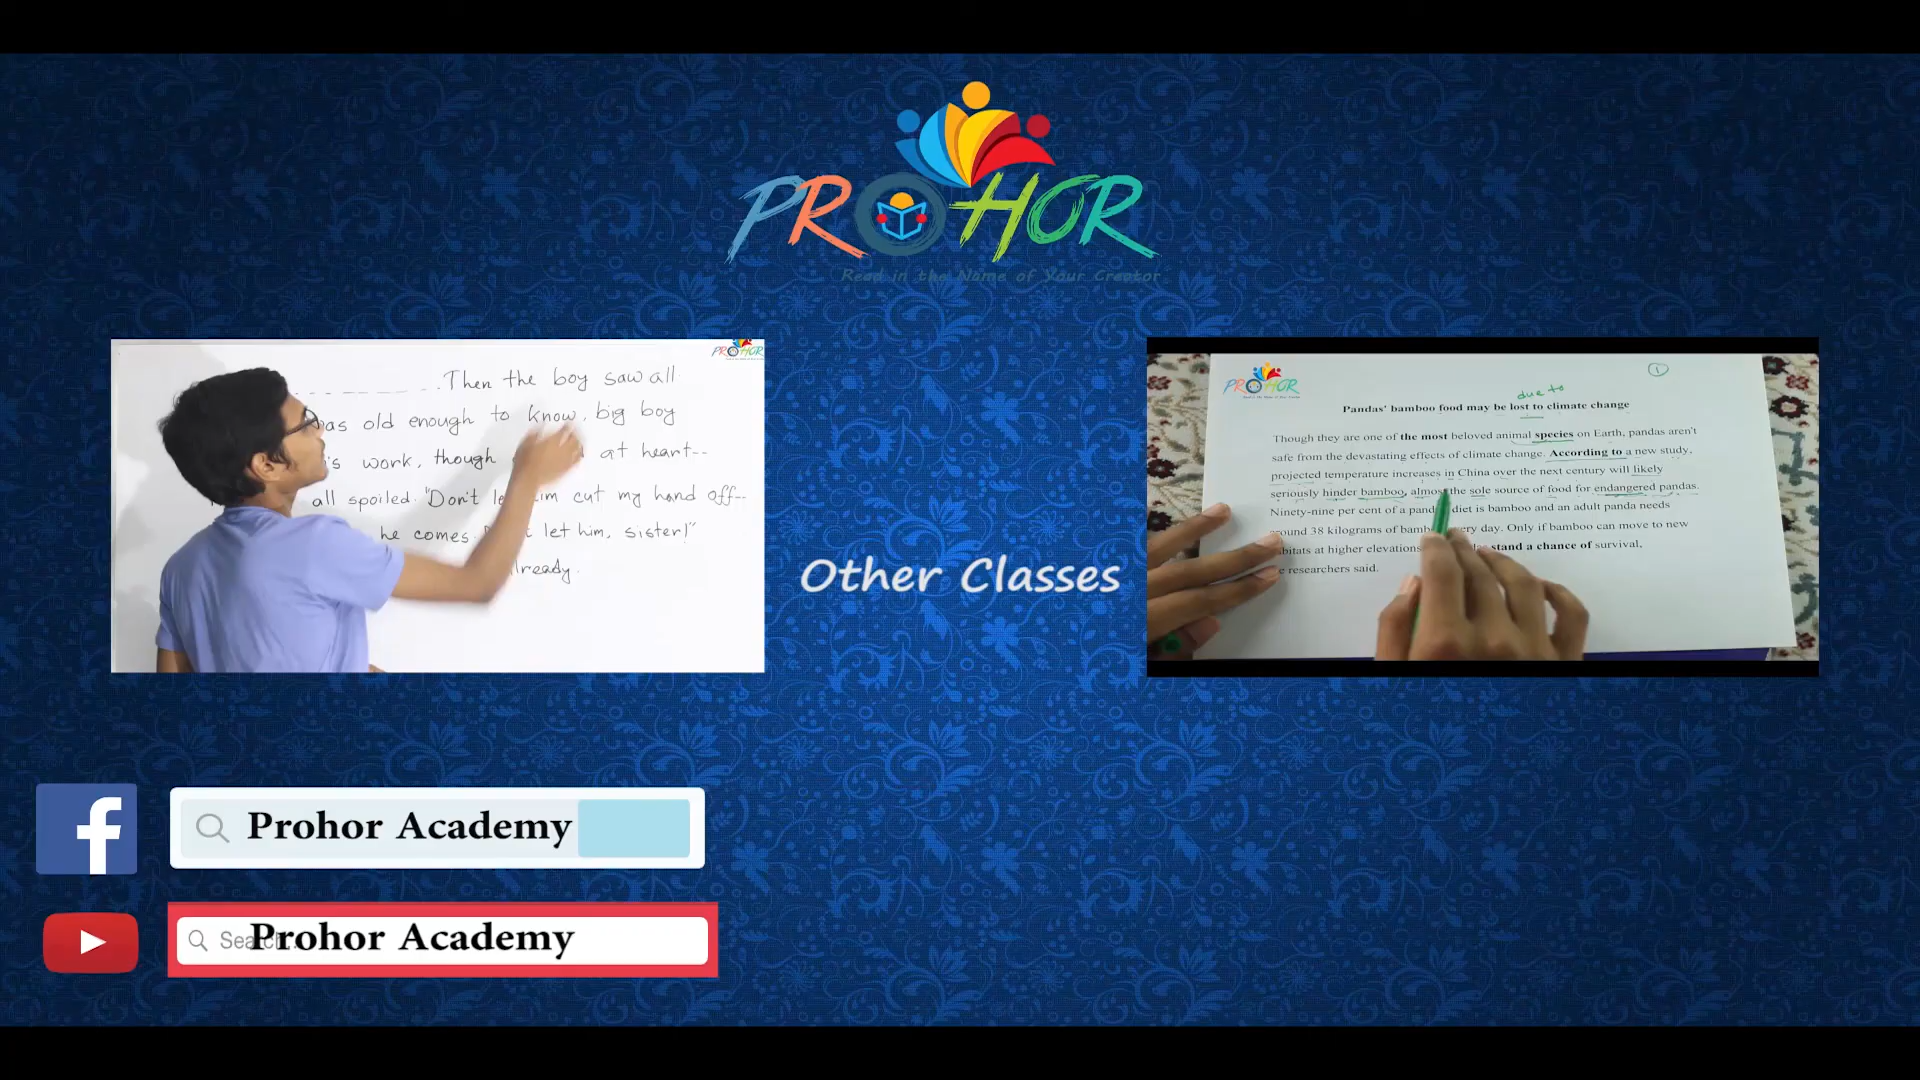 PROHOR
Read in the Name of Your Creator
PROHOR
Then the boy saw all
as old enough to know, big boy
s work, though at heart--
all spoiled. "Don't le im cut my hand off--
he comes. t let him, sister!"
lready.
PROHOR
1
due to
Pandas' bamboo food may be lost to climate change
Though they are one of the most beloved animal species on Earth, pandas aren't
safe from the devastating effects of climate change. According to a new study,
projected temperature increases in China over the next century will likely
seriously hinder bamboo, almost the sole source of food for endangered pandas.
Ninety-nine per cent of a pand diet is bamboo and an adult panda needs
round 38 kilograms of bamb ery day. Only if bamboo can move to new
bitats at higher elevations stand a chance of survival,
e researchers said.
Other Classes
Prohor Academy
Prohor Academy